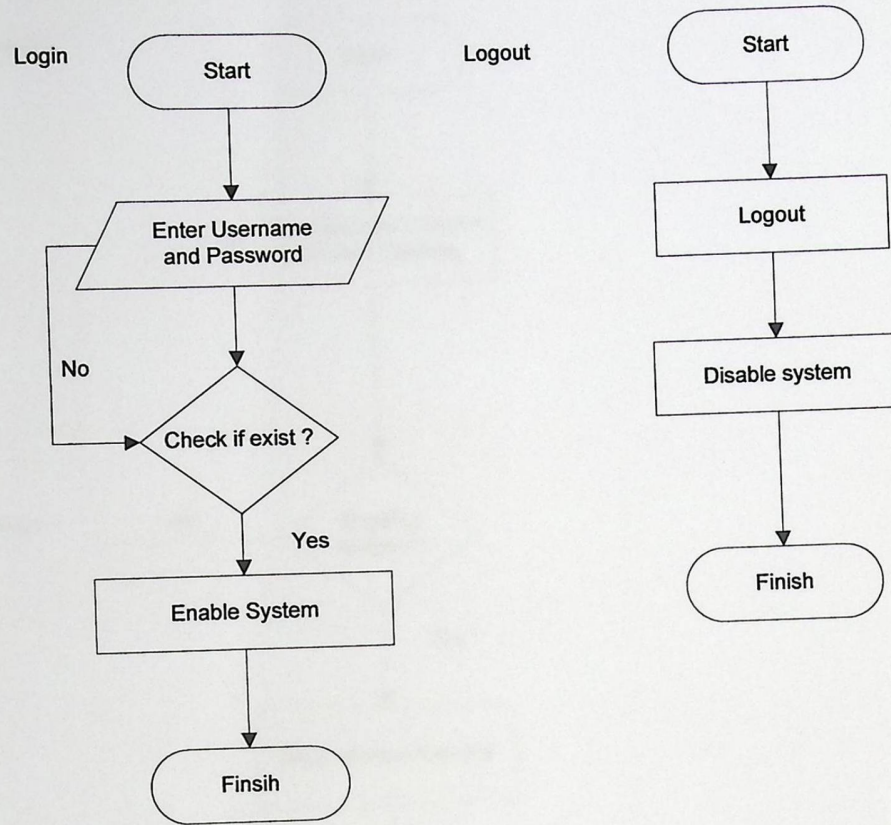 Login
Start
Enter Username
and Password
No
Check if exist ?
Yes
Enable System
Finsih
Logout
Start
Logout
Disable system
Finish